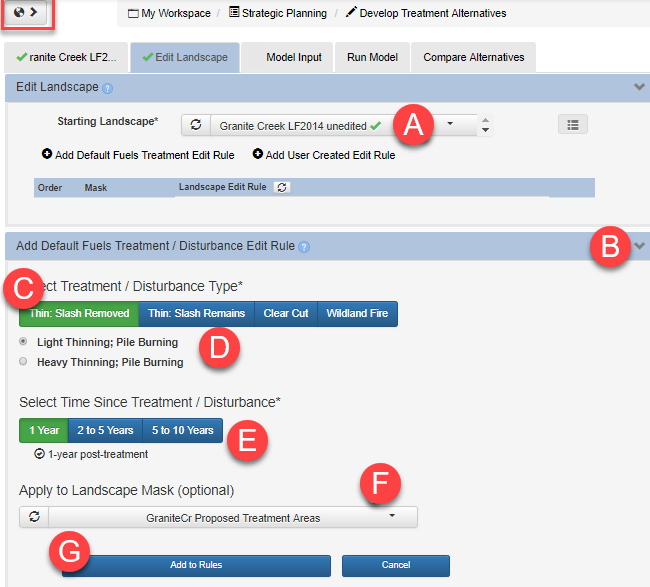 My Workspace / Strategic Planning / Develop Treatment Alternatives
ranite Creek LF2... Edit Landscape Model Input Run Model Compare Alternatives
Edit Landscape ?
Starting Landscape* Granite Creek LF2014 unedited A
Add Default Fuels Treatment Edit Rule Add User Created Edit Rule
Order Mask Landscape Edit Rule
Add Default Fuels Treatment / Disturbance Edit Rule ? B
C ect Treatment / Disturbance Type*
Thin: Slash Removed Thin: Slash Remains Clear Cut Wildland Fire
Light Thinning; Pile Burning
D
Heavy Thinning; Pile Burning
Select Time Since Treatment / Disturbance*
1 Year 2 to 5 Years 5 to 10 Years E
1-year post-treatment
Apply to Landscape Mask (optional) F
GraniteCr Proposed Treatment Areas
G Add to Rules Cancel